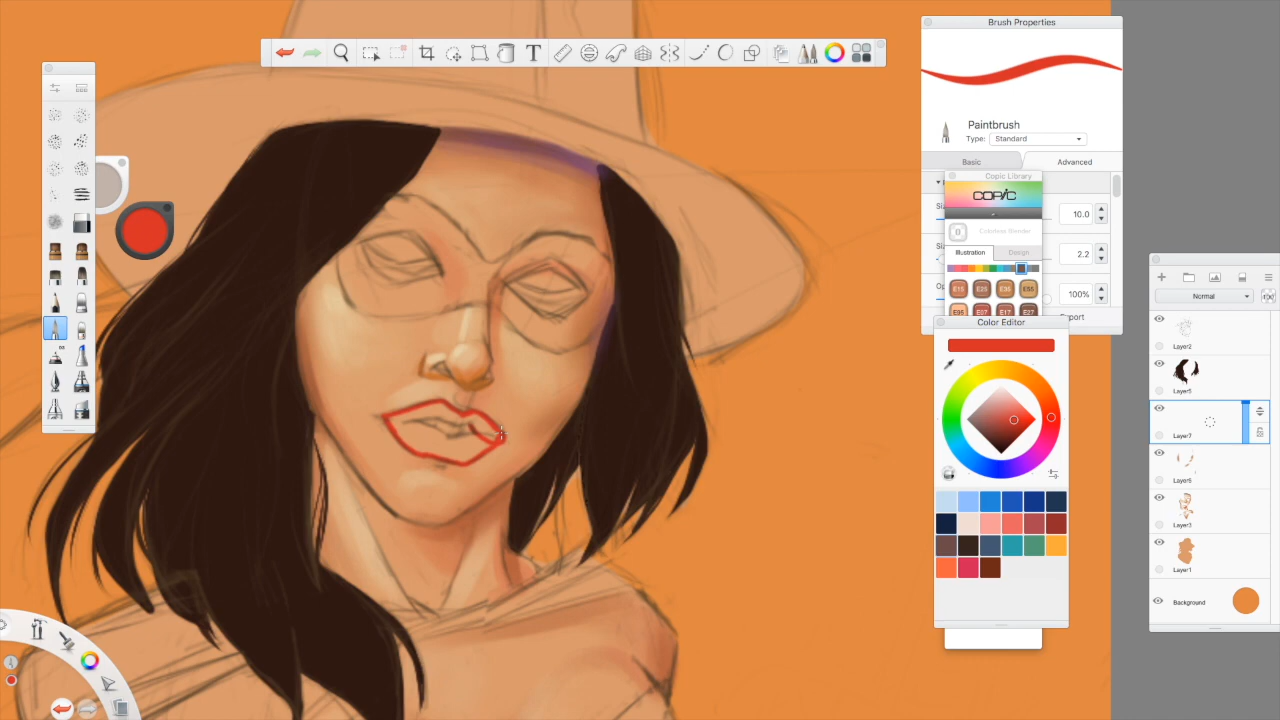 Brush Properties
T
Paintbrush
Type: Standard
Basic Advanced
Copic Library
COPIC
10.0
Colorless Blender
2.2
Illustration Design
100%
E15 E25 E35 E55
E95 E07 E17 E27
Color Editor
Normal
Layer2
Layer5
Layer7
Layer6
Layer3
Layer1
Background